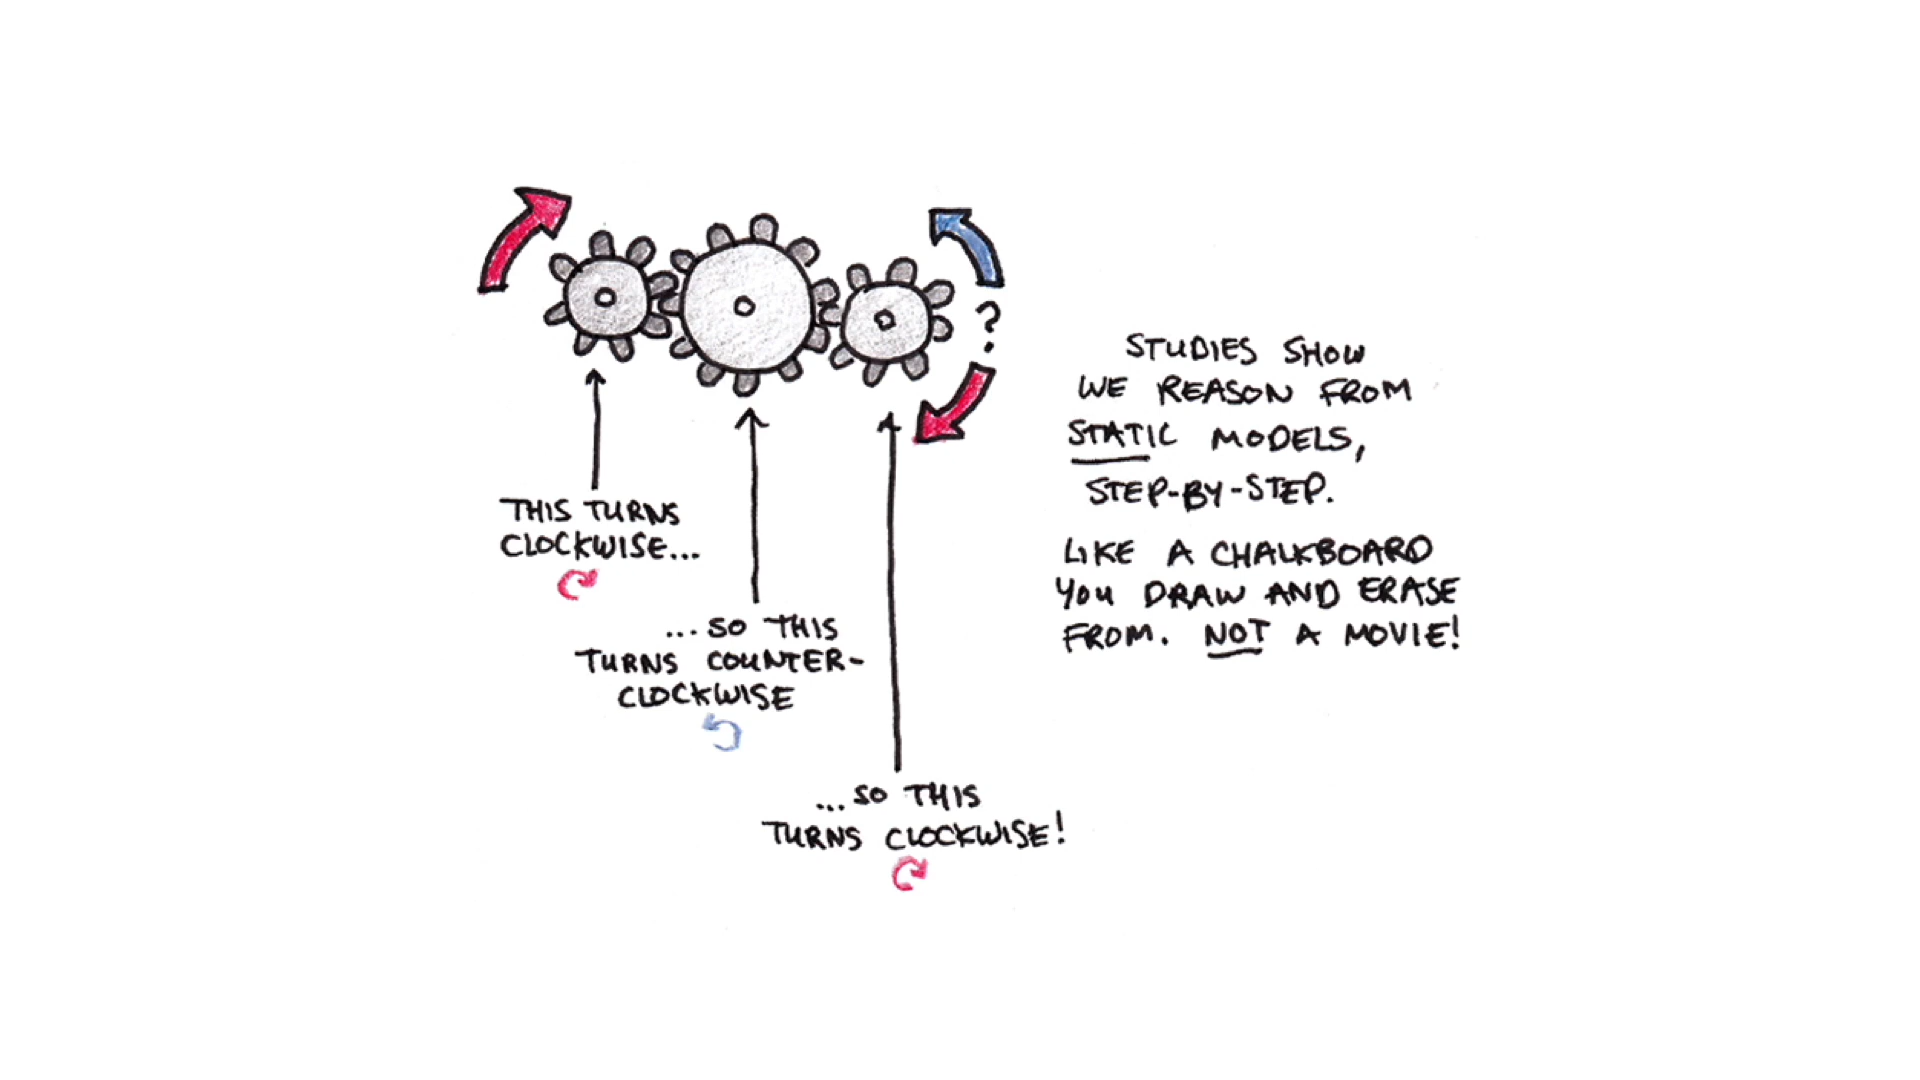 ?
THIS TURNS
CLOCKWISE...
...SO THIS
TURNS COUNTER-
CLOCKWISE
...SO THIS
TURNS CLOCKWISE!
STUDIES SHOW
WE REASON FROM
STATIC MODELS,
STEP-BY-STEP.
LIKE A CHALKBOARD
YOU DRAW AND ERASE
FROM. NOT A MOVIE!